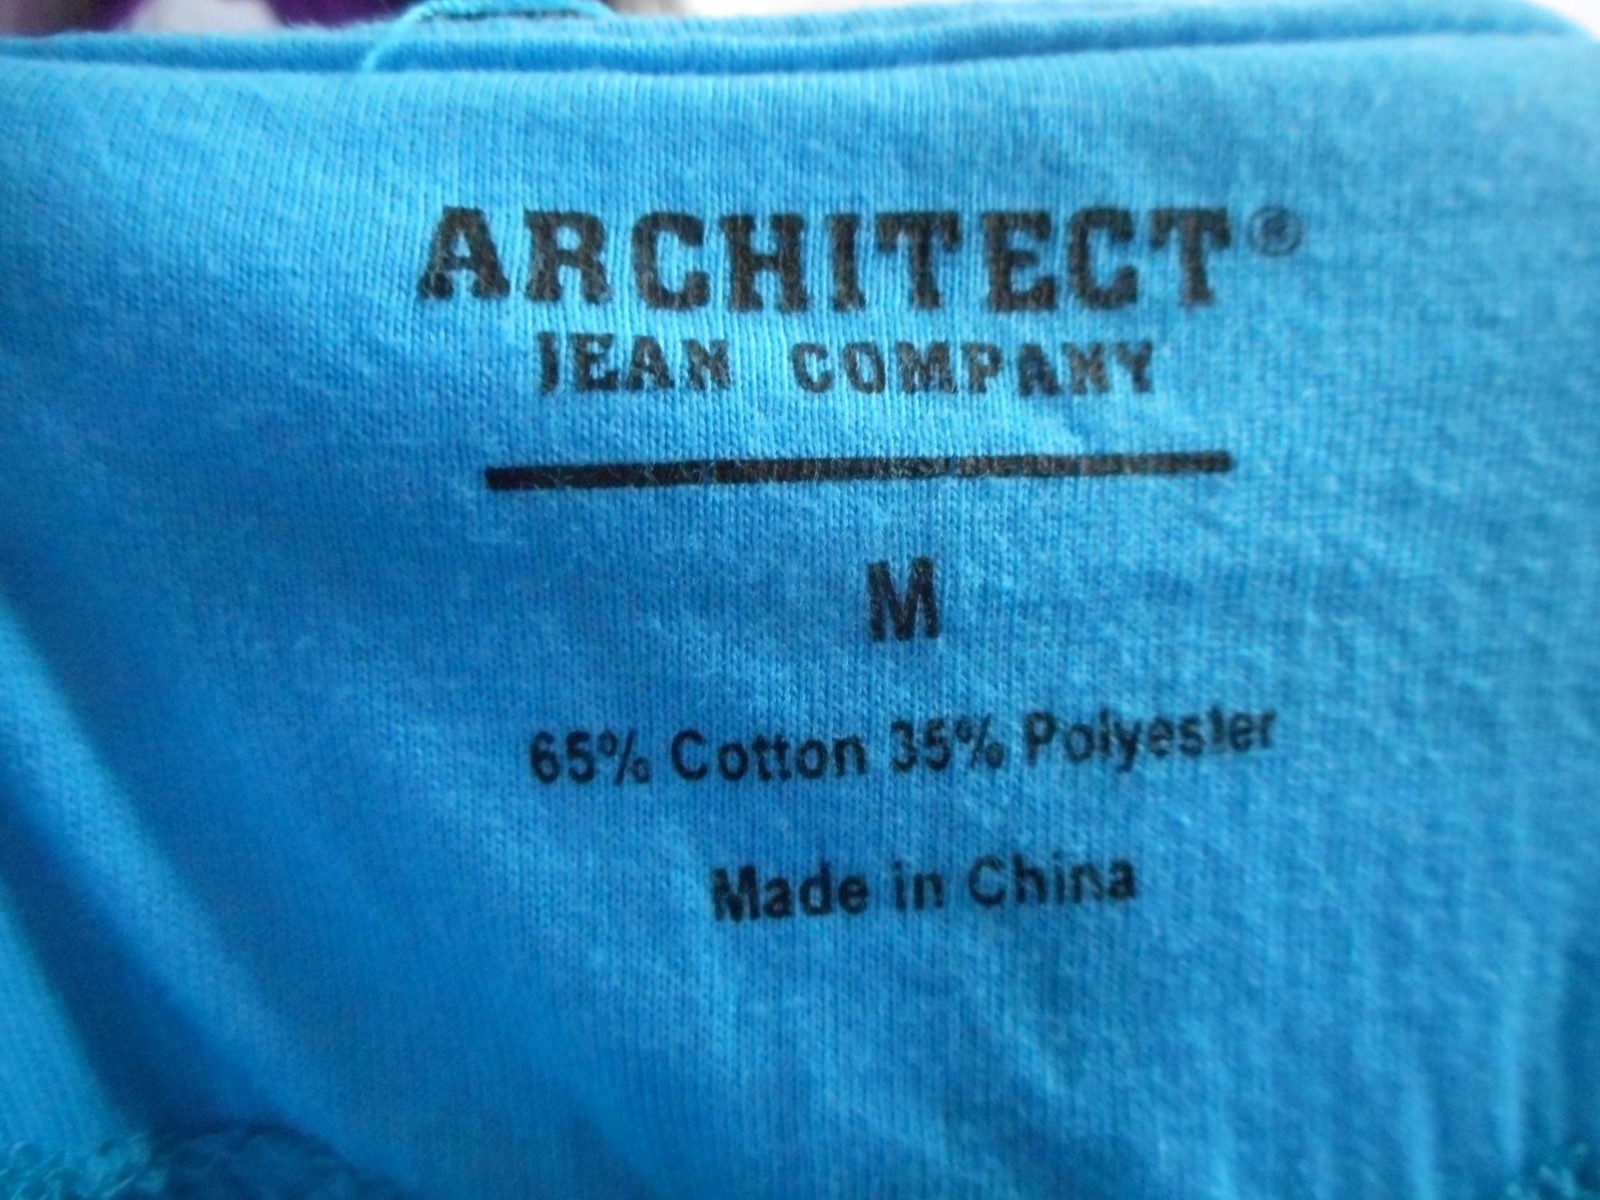 ARCHITECT®
JEAN COMPANY
M
65% Cotton 35% Polyester
Made in China